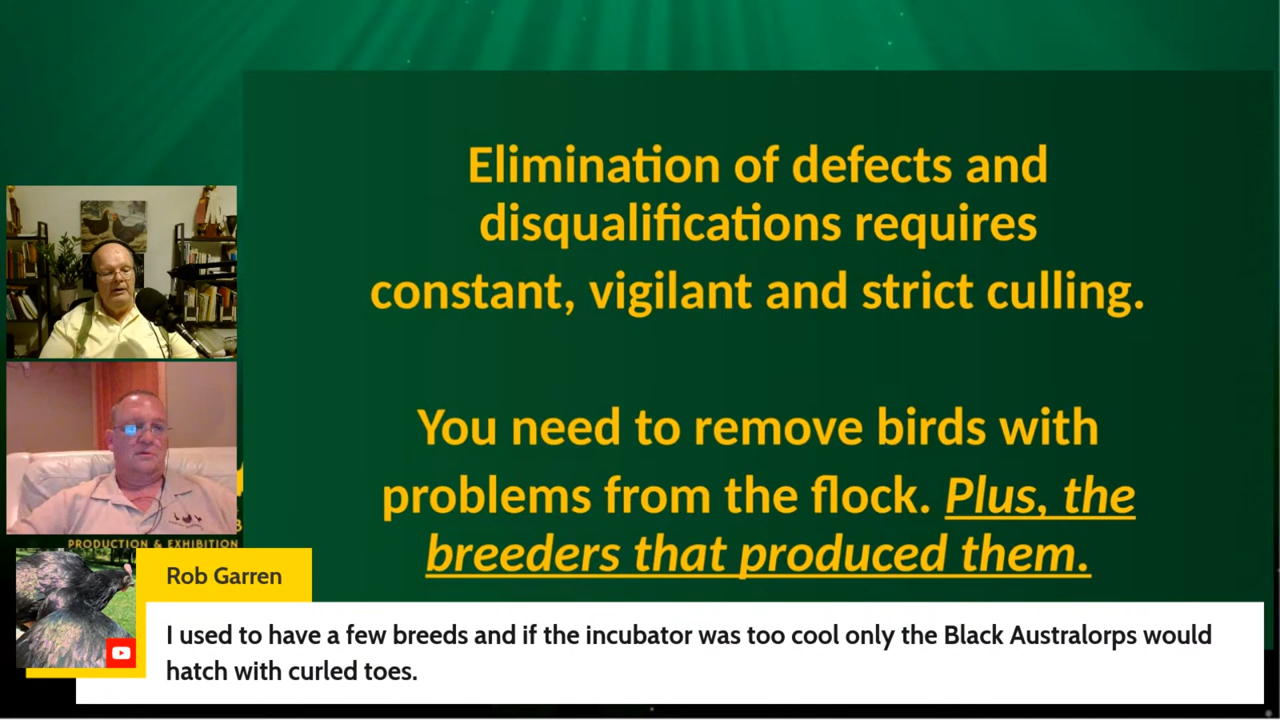 Elimination of defects and
disqualifications requires
constant, vigilant and strict culling.
You need to remove birds with
problems from the flock. Plus, the
breeders that produced them.
PRODUCTION & EXHIBITION
Rob Garren
I used to have a few breeds and if the incubator was too cool only the Black Australorps would
hatch with curled toes.